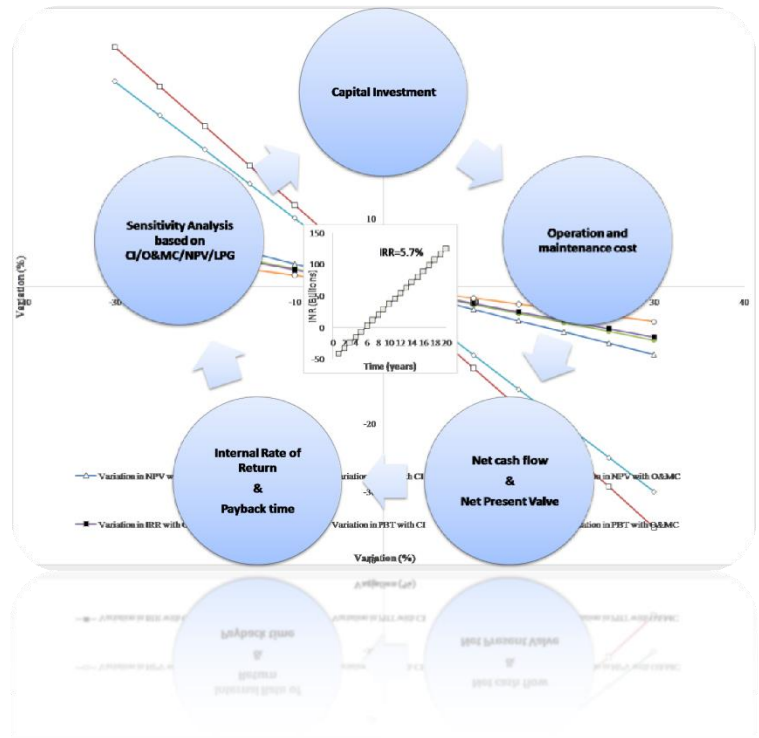 Capital Investment
Operation and
maintenance cost
Net cash flow
&
Net Present Valve
Internal Rate of
Return
&
Payback time
Sensitivity Analysis
based on
CI/O&MC/NPV/LPG
Variation (%)
-30
-10
10
30
40
-20
150
100
50
0
-50
INR (Billions)
IRR=5.7%
0 2 4 6 8 10 12 14 16 18 20
Time (years)
Variation in NPV
in NPV with O&MC
Variation in IRR with
Variation in PBT with CI
in PBT with O&MC
Variation (%)